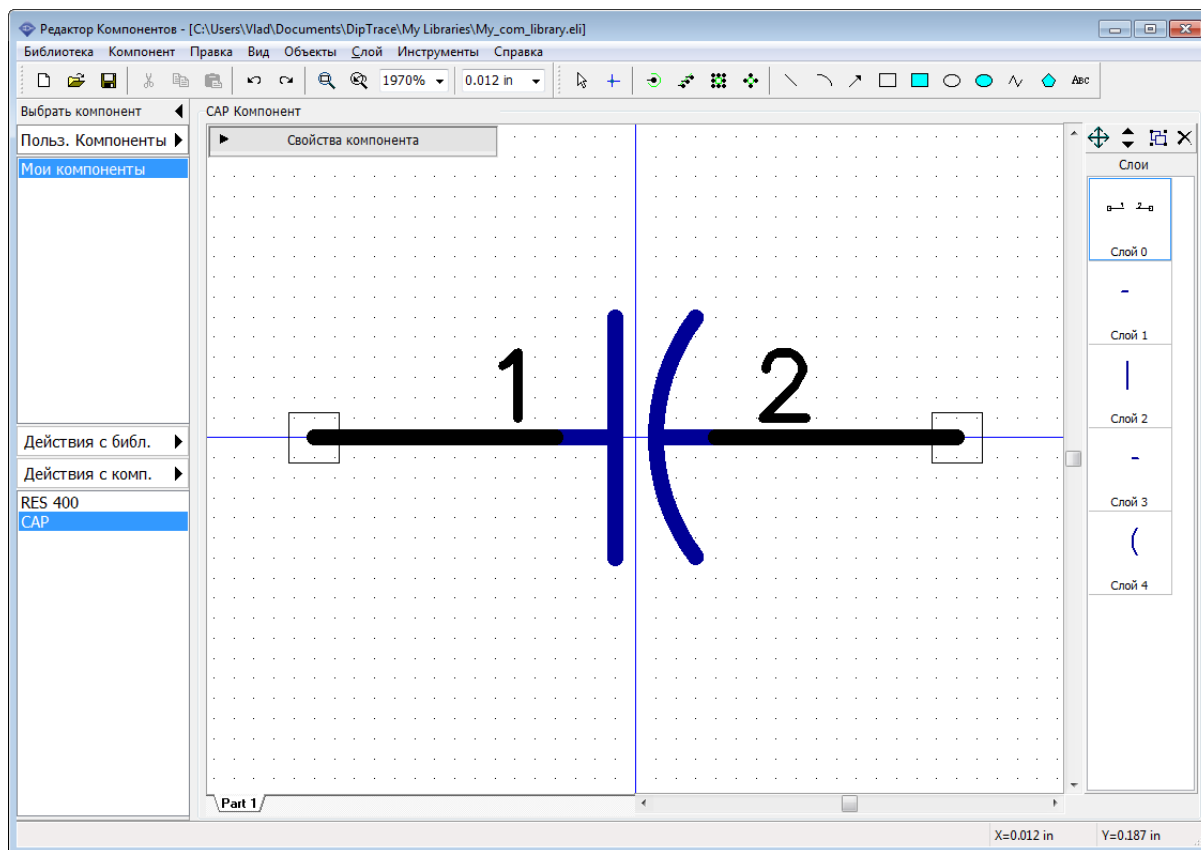 Редактор Компонентов - [C:\Users\Vlad\Documents\DipTrace\My Libraries\My_com_library.eli]
Библиотека Компонент Правка Вид Объекты Слой Инструменты Справка
1970% 0.012 in ABC
Выбрать компонент
CAP Компонент
Польз. Компоненты
Свойства компонента
Мои компоненты
Слои
1 2
Слой 0
Слой 1
Слой 2
Слой 3
Слой 4
1 2
Действия с библ.
Действия с комп.
RES 400
CAP
Part 1
X=0.012 in Y=0.187 in